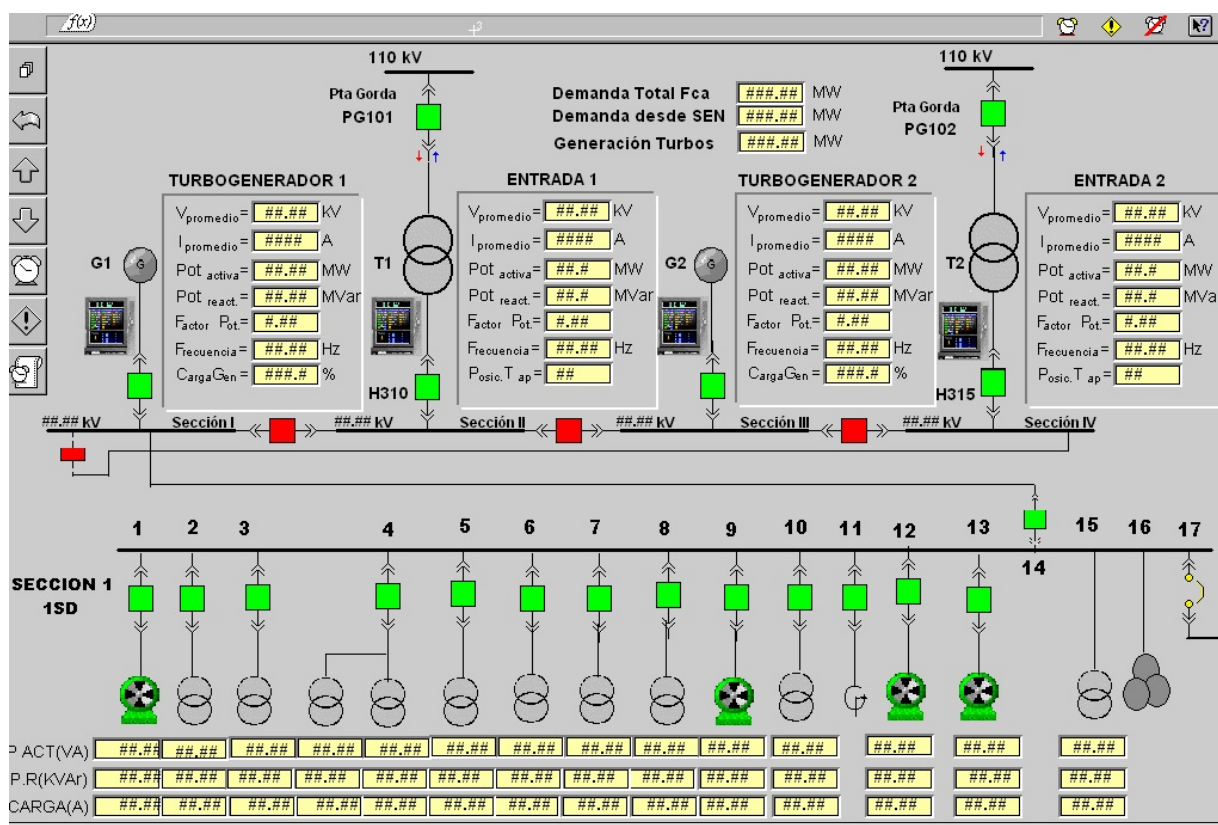 f(x)
3
110 kV
110 kV
Pta Gorda
PG101
Demanda Total Fca ###.## MW
Demanda desde SEN ###.## MW
Generación Turbos ###.## MW
Pta Gorda
PG102
TURBOGENERADOR 1
Vpromedio= ##.## KV
Ipromedio= #### A
Pot activa= ##.## MW
Pot react.= ##.## MVar
Factor Pot.= #.##
Frecuencia= ##.## Hz
CargaGen= ###.# %
ENTRADA 1
Vpromedio= ##.## KV
Ipromedio= #### A
Pot activa= ##.# MW
Pot react.= ##.# MVar
Factor Pot.= #.##
Frecuencia= ##.## Hz
Posic.T ap= ##
TURBOGENERADOR 2
Vpromedio= ##.## KV
Ipromedio= #### A
Pot activa= ##.## MW
Pot react.= ##.## MVar
Factor Pot.= #.##
Frecuencia= ##.## Hz
CargaGen= ###.# %
ENTRADA 2
Vpromedio= ##.## KV
Ipromedio= #### A
Pot activa= ##.# MW
Pot react.= ##.# MVa
Factor Pot.= #.##
Frecuencia= ##.## Hz
Posic.T ap= ##
G1 G T1 G2 G T2
H310 H315
##.## kV Sección I ##.## kV Sección II ##.## kV Sección III ##.## kV Sección IV
1 2 3 4 5 6 7 8 9 10 11 12 13 15 16 17
14
SECCION 1
1SD
P ACT(VA) ##.## ##.## ##.## ##.## ##.## ##.## ##.## ##.## ##.## ##.## ##.## ##.## ##.## ##.##
P.R(KVAr) ##.## ##.## ##.## ##.## ##.## ##.## ##.## ##.## ##.## ##.## ##.## ##.## ##.## ##.##
CARGA(A) ##.## ##.## ##.## ##.## ##.## ##.## ##.## ##.## ##.## ##.## ##.## ##.## ##.## ##.##